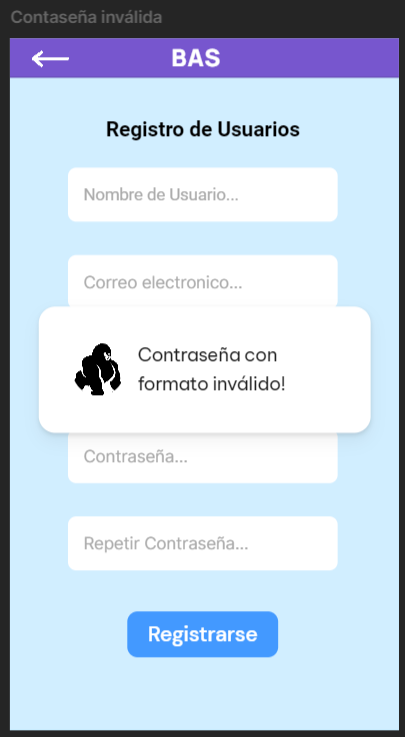 Contaseña inválida
BAS
Registro de Usuarios
Nombre de Usuario...
Correo electronico...
Contraseña con
formato inválido!
Contraseña...
Repetir Contraseña...
Registrarse